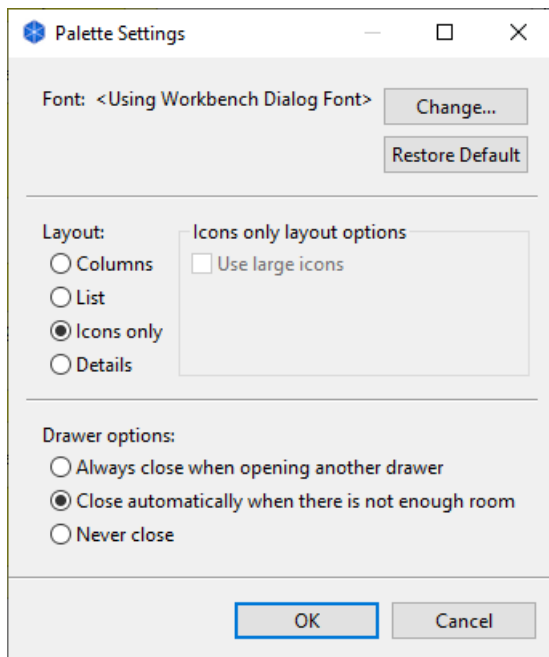 Palette Settings
Font: <Using Workbench Dialog Font>
Change...
Restore Default
Layout:
Columns
List
Icons only
Details
Icons only layout options
Use large icons
Drawer options:
Always close when opening another drawer
Close automatically when there is not enough room
Never close
OK
Cancel